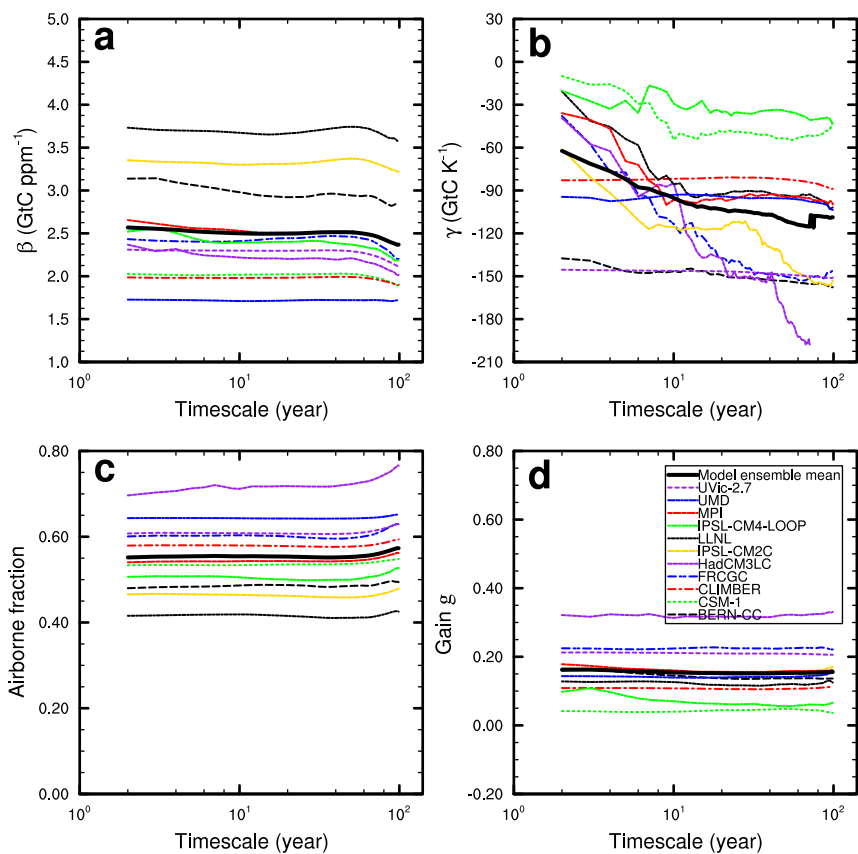 a
β (GtC ppm⁻¹)
5.0
4.5
4.0
3.5
3.0
2.5
2.0
1.5
1.0
10⁰
10¹
10²
Timescale (year)
b
γ (GtC K⁻¹)
30
0
-30
-60
-90
-120
-150
-180
-210
10⁰
10¹
10²
Timescale (year)
c
Airborne fraction
0.80
0.60
0.40
0.20
0.00
10⁰
10¹
10²
Timescale (year)
d
Gain g
0.80
0.60
0.40
0.20
0.00
-0.20
10⁰
10¹
10²
Timescale (year)
Model ensemble mean
UVic-2.7
UMD
MPI
IPSL-CM4-LOOP
LLNL
IPSL-CM2C
HadCM3LC
FRCGC
CLIMBER
CSM-1
BERN-CC